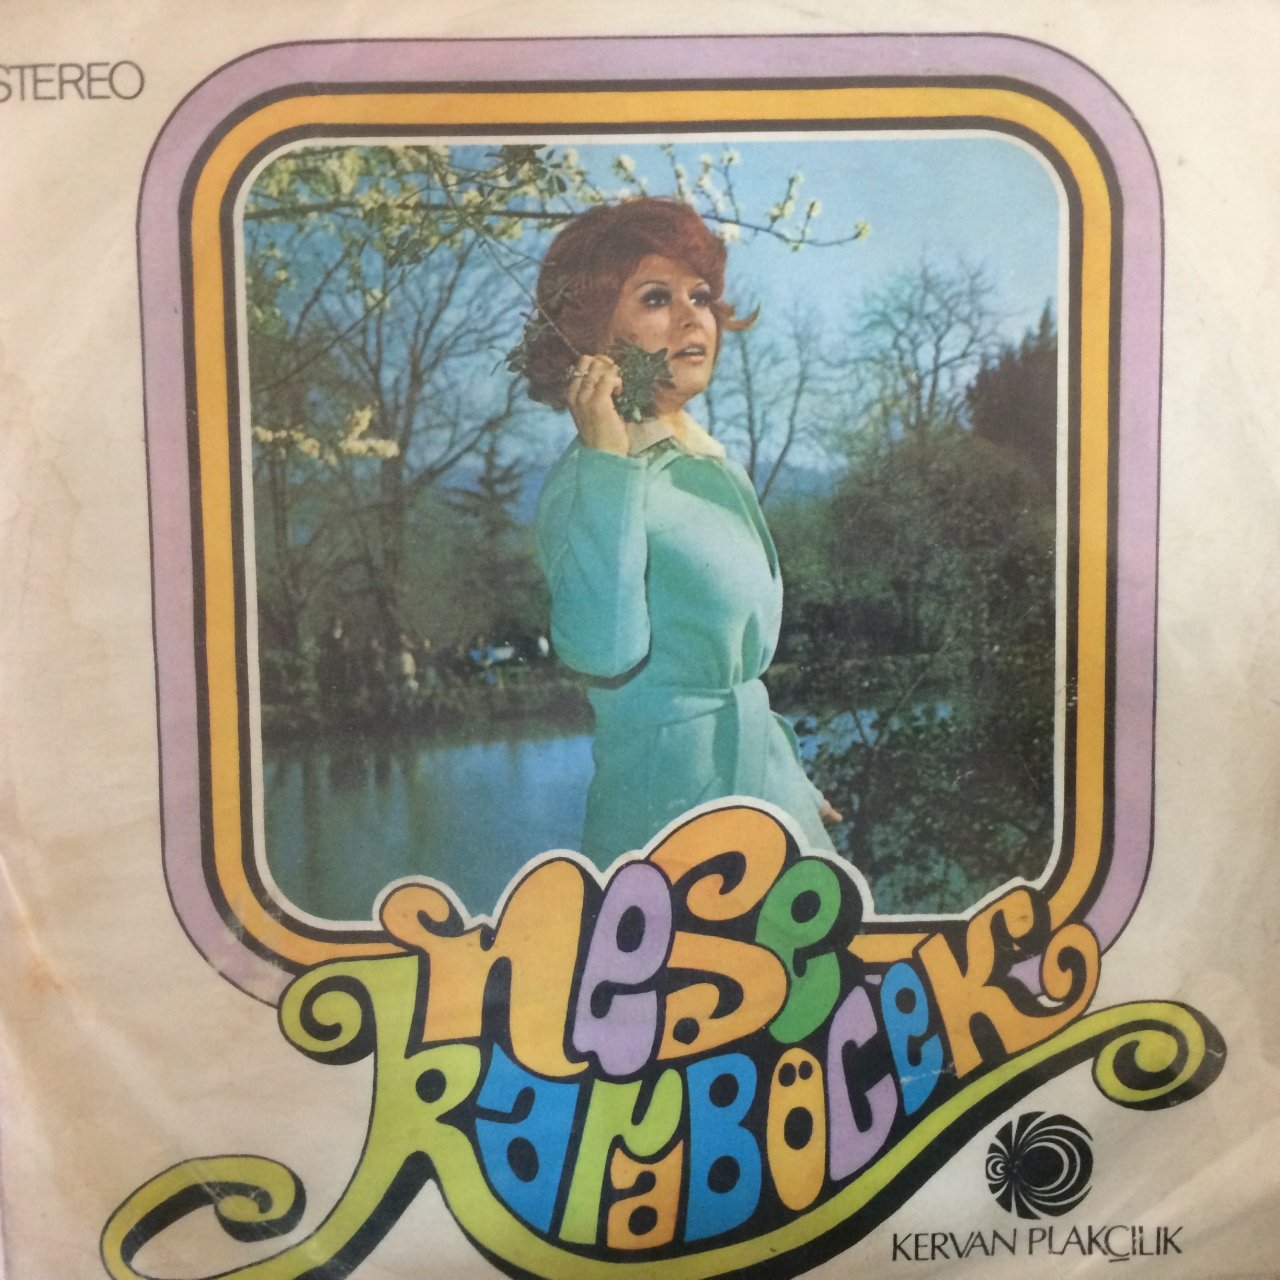 STEREO
neşe
karaböcek
KERVAN PLAKÇILIK